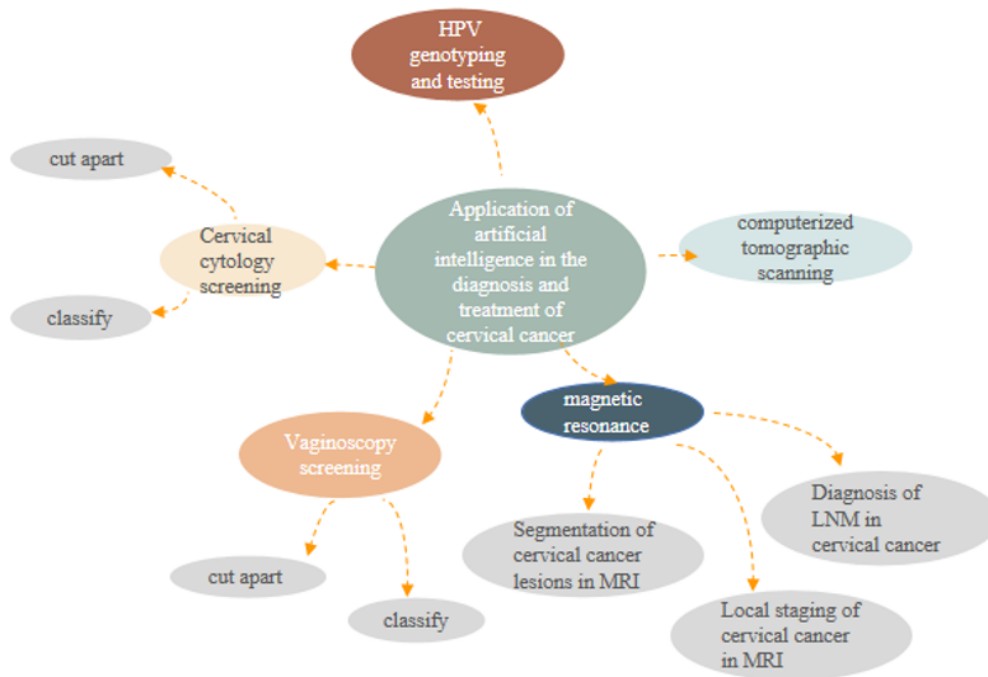 HPV
genotyping
and testing
cut apart
Application of
artificial
intelligence in the
diagnosis and
treatment of
cervical cancer
computerized
tomographic
scanning
Cervical
cytology
screening
classify
magnetic
resonance
Vaginoscopy
screening
Diagnosis of
LNM in
cervical cancer
Segmentation of
cervical cancer
lesions in MRI
cut apart
classify
Local staging of
cervical cancer
in MRI